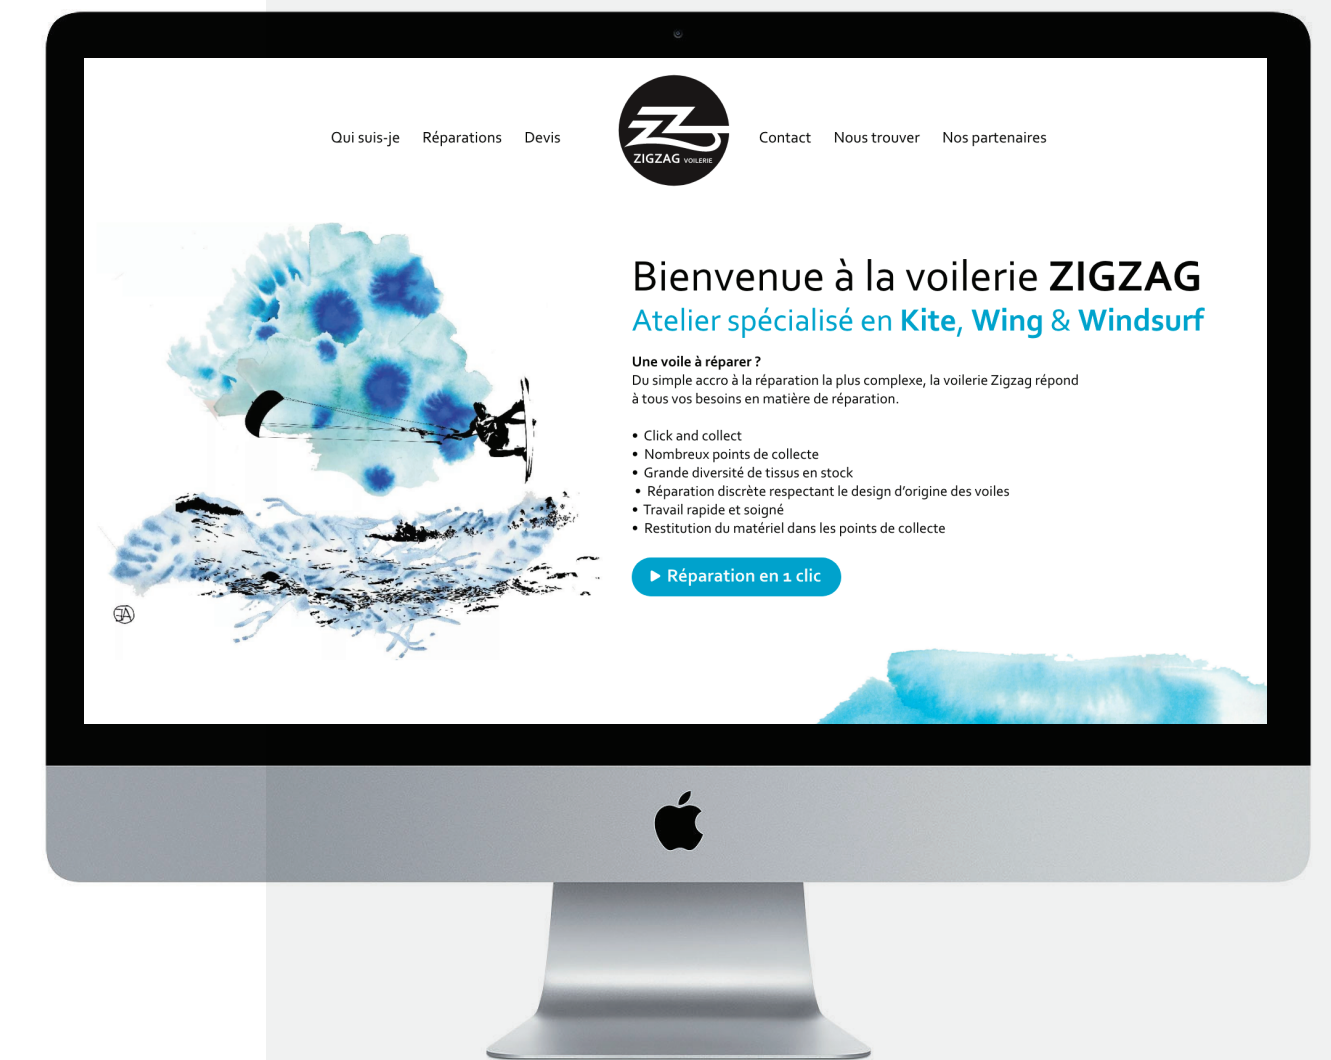 Qui suis-je Réparations Devis
ZIGZAG VOILERIE
Contact Nous trouver Nos partenaires
Bienvenue à la voilerie ZIGZAG
Atelier spécialisé en Kite, Wing & Windsurf
Une voile à réparer ?
Du simple accro à la réparation la plus complexe, la voilerie Zigzag répond
à tous vos besoins en matière de réparation.
• Click and collect
• Nombreux points de collecte
• Grande diversité de tissus en stock
• Réparation discrète respectant le design d'origine des voiles
• Travail rapide et soigné
• Restitution du matériel dans les points de collecte
Réparation en 1 clic